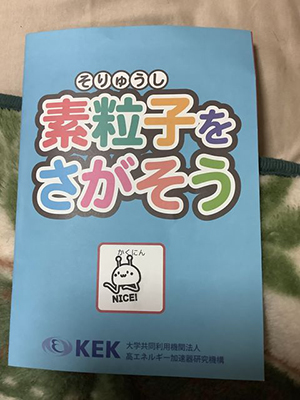 そりゅうし
素粒子を
さがそう
かくにん
NICE!
KEK
大学共同利用機関法人
高エネルギー加速器研究機構